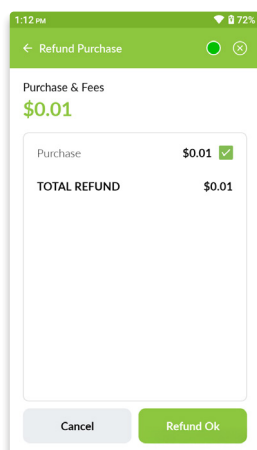 1:12 PM 72%
← Refund Purchase
Purchase & Fees
$0.01
Purchase $0.01
TOTAL REFUND $0.01
Cancel Refund Ok